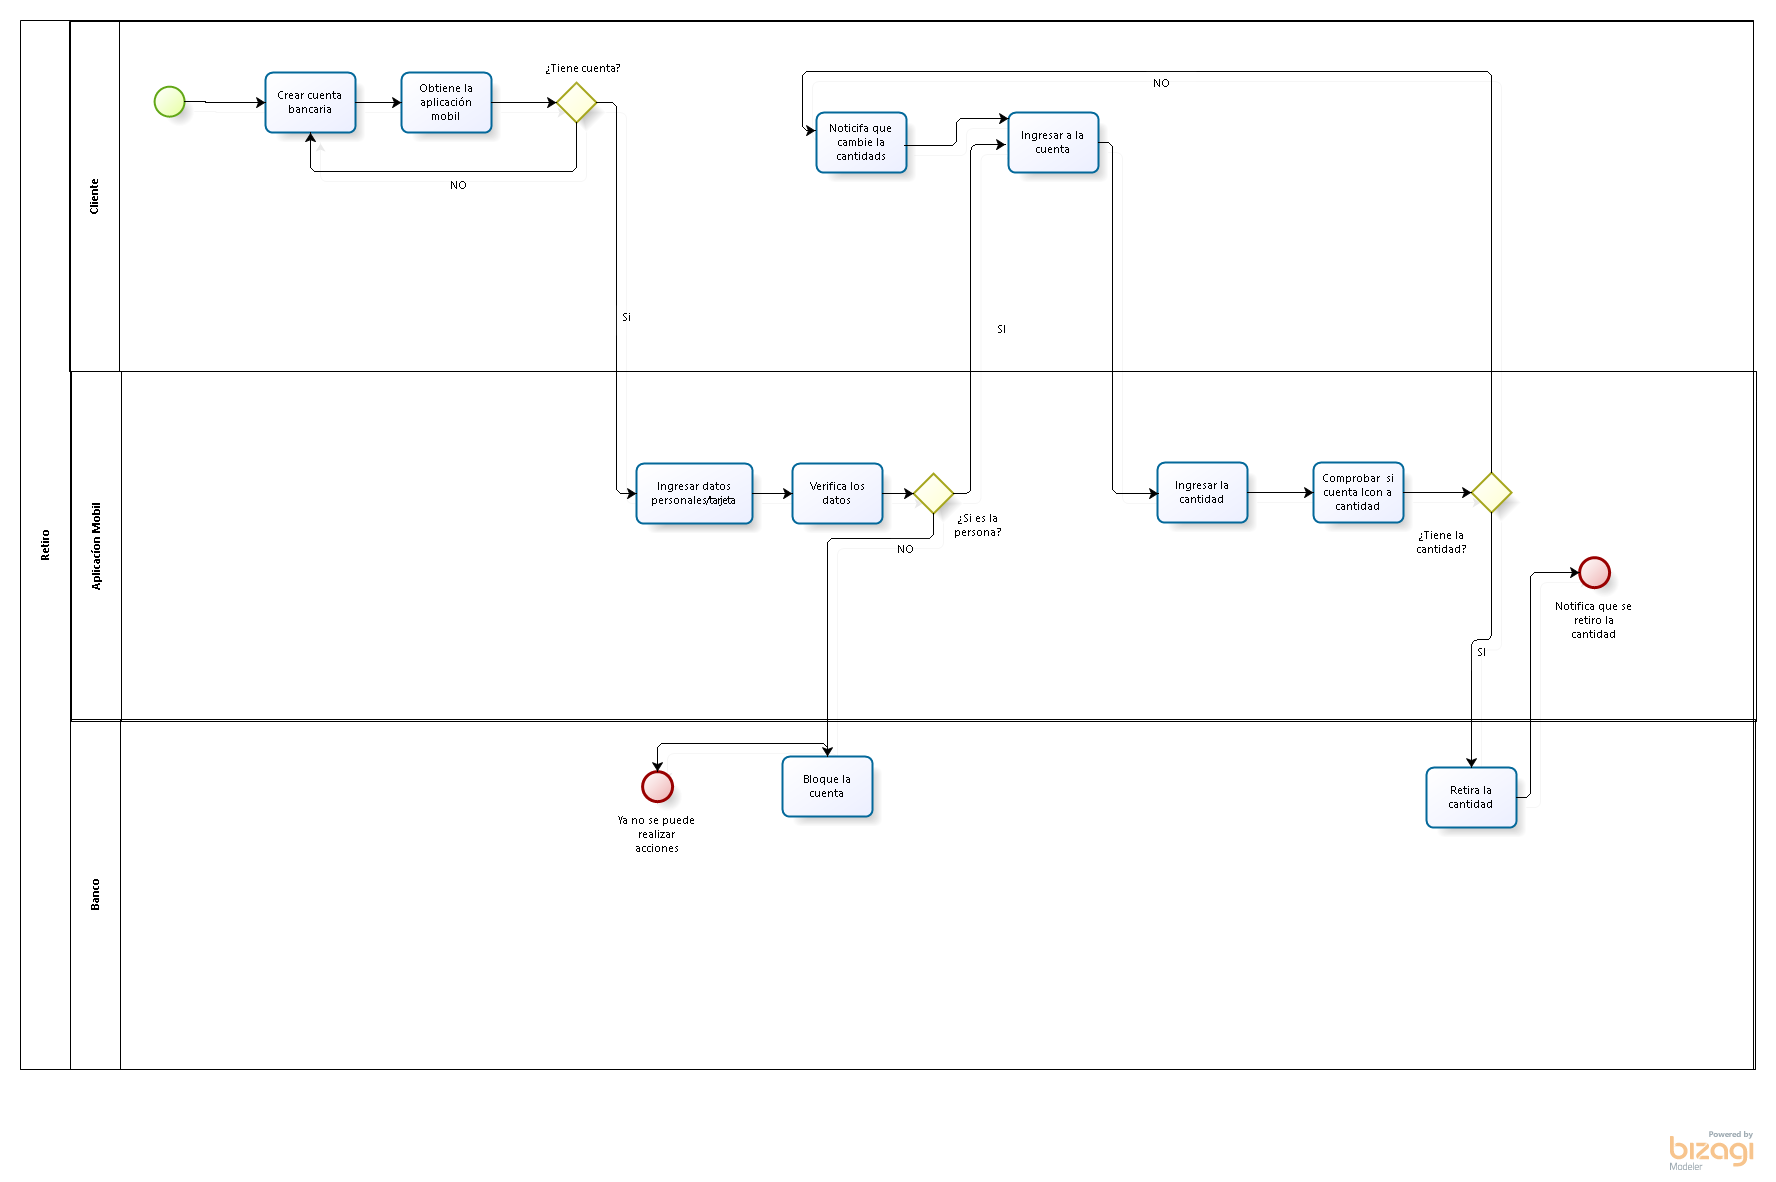 Retiro
Cliente
Crear cuenta
bancaria
Obtiene la
aplicación
mobil
¿Tiene cuenta?
NO
Si
Noticifa que
cambie la
cantidads
Ingresar a la
cuenta
NO
SI
Aplicacíon Mobil
Ingresar datos
personales/tarjeta
Verifica los
datos
¿Si es la
persona?
NO
Ingresar la
cantidad
Comprobar si
cuenta Icon a
cantidad
¿Tiene la
cantidad?
SI
Notifica que se
retiro la
cantidad
Banco
Ya no se puede
realizar
acciones
Bloque la
cuenta
Retira la
cantidad
Powered by
bizagi
Modeler